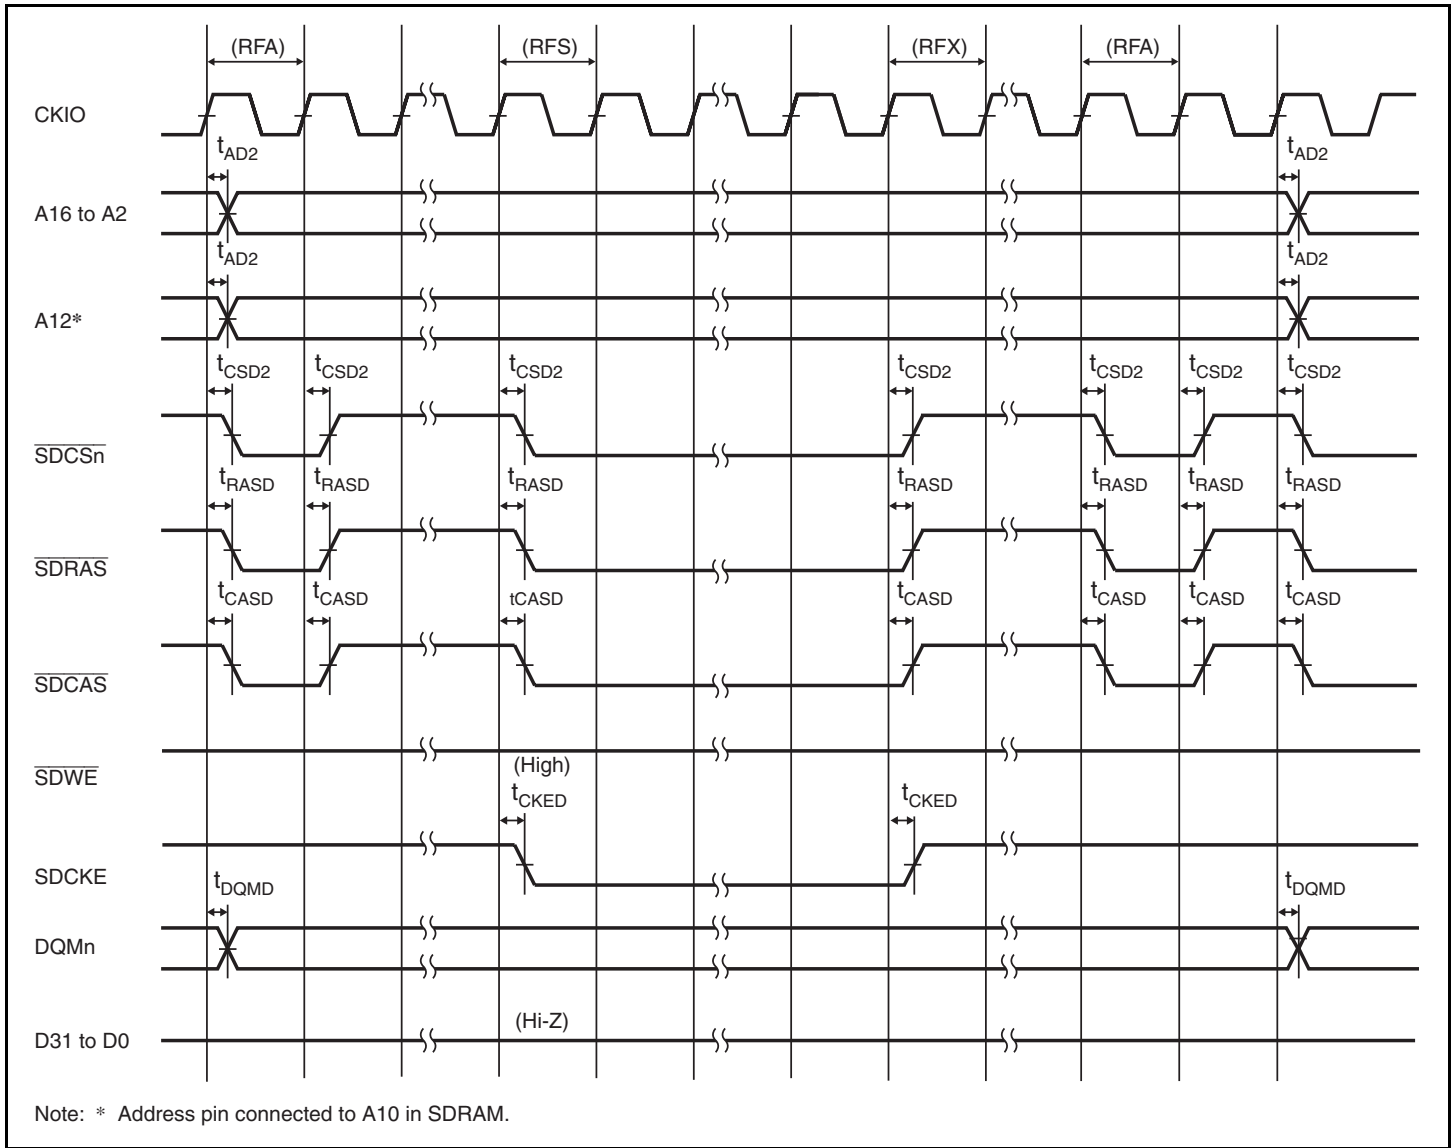 (RFA) (RFS) (RFX) (RFA)
CKIO
tAD2 tAD2
A16 to A2
tAD2 tAD2
A12*
tCSD2 tCSD2 tCSD2 tCSD2 tCSD2 tCSD2 tCSD2
SDCSn
tRASD tRASD tRASD tRASD tRASD tRASD tRASD
SDRAS
tCASD tCASD tCASD tCASD tCASD tCASD tCASD
SDCAS
(High)
SDWE
tCKED tCKED
SDCKE
tDQMD tDQMD
DQMn
(Hi-Z)
D31 to D0
Note: * Address pin connected to A10 in SDRAM.